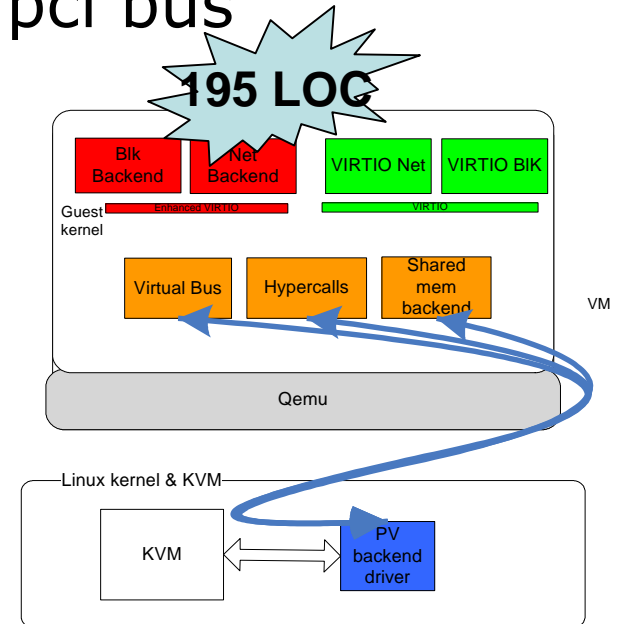 pci bus
195 LOC
Blk
Backend
Net
Backend
VIRTIO Net
VIRTIO BlK
Guest
kernel
Enhanced VIRTIO
VIRTIO
Virtual Bus
Hypercalls
Shared
mem
backend
VM
Qemu
Linux kernel & KVM
KVM
PV
backend
driver